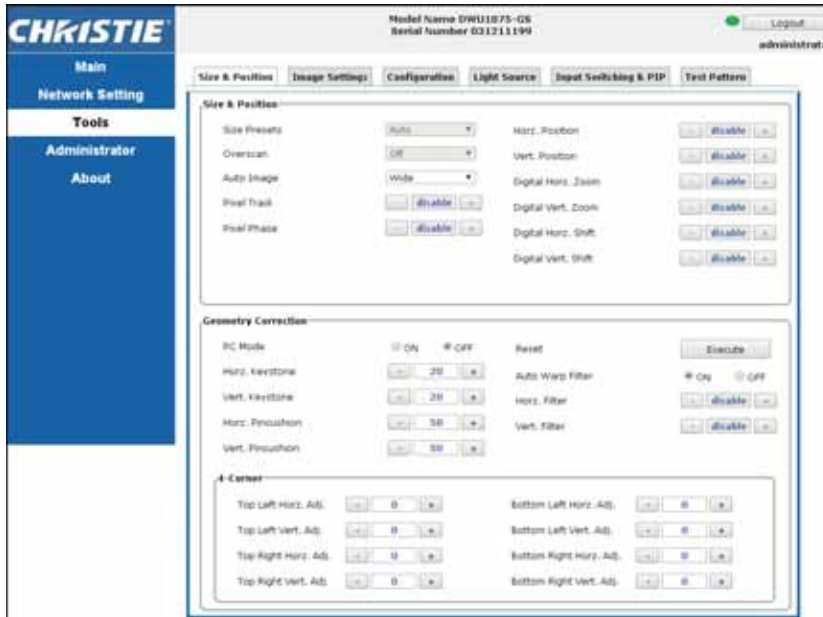 CHRISTIE
Model Name DWU1075-GS
Serial Number 031211199
Logout
administrat
Main
Network Setting
Tools
Administrator
About
Size & Position
Image Settings
Configuration
Light Source
Input Switching & PIP
Test Pattern
Size & Position
Size Presets Auto
Overscan Off
Auto Image Wide
Pixel Track - disable +
Pixel Phase - disable +
Horz. Position - disable +
Vert. Position - disable +
Digital Horz. Zoom - disable +
Digital Vert. Zoom - disable +
Digital Horz. Shift - disable +
Digital Vert. Shift - disable +
Geometry Correction
PC Mode ON OFF
Horz. Keystone - 20 +
Vert. Keystone - 20 +
Horz. Pincushion - 50 +
Vert. Pincushion - 50 +
Reset Execute
Auto Warp Filter ON OFF
Horz. Filter - disable +
Vert. Filter - disable +
4-Corner
Top Left Horz. Adj. - 0 +
Top Left Vert. Adj. - 0 +
Top Right Horz. Adj. - 0 +
Top Right Vert. Adj. - 0 +
Bottom Left Horz. Adj. - 0 +
Bottom Left Vert. Adj. - 0 +
Bottom Right Horz. Adj. - 0 +
Bottom Right Vert. Adj. - 0 +